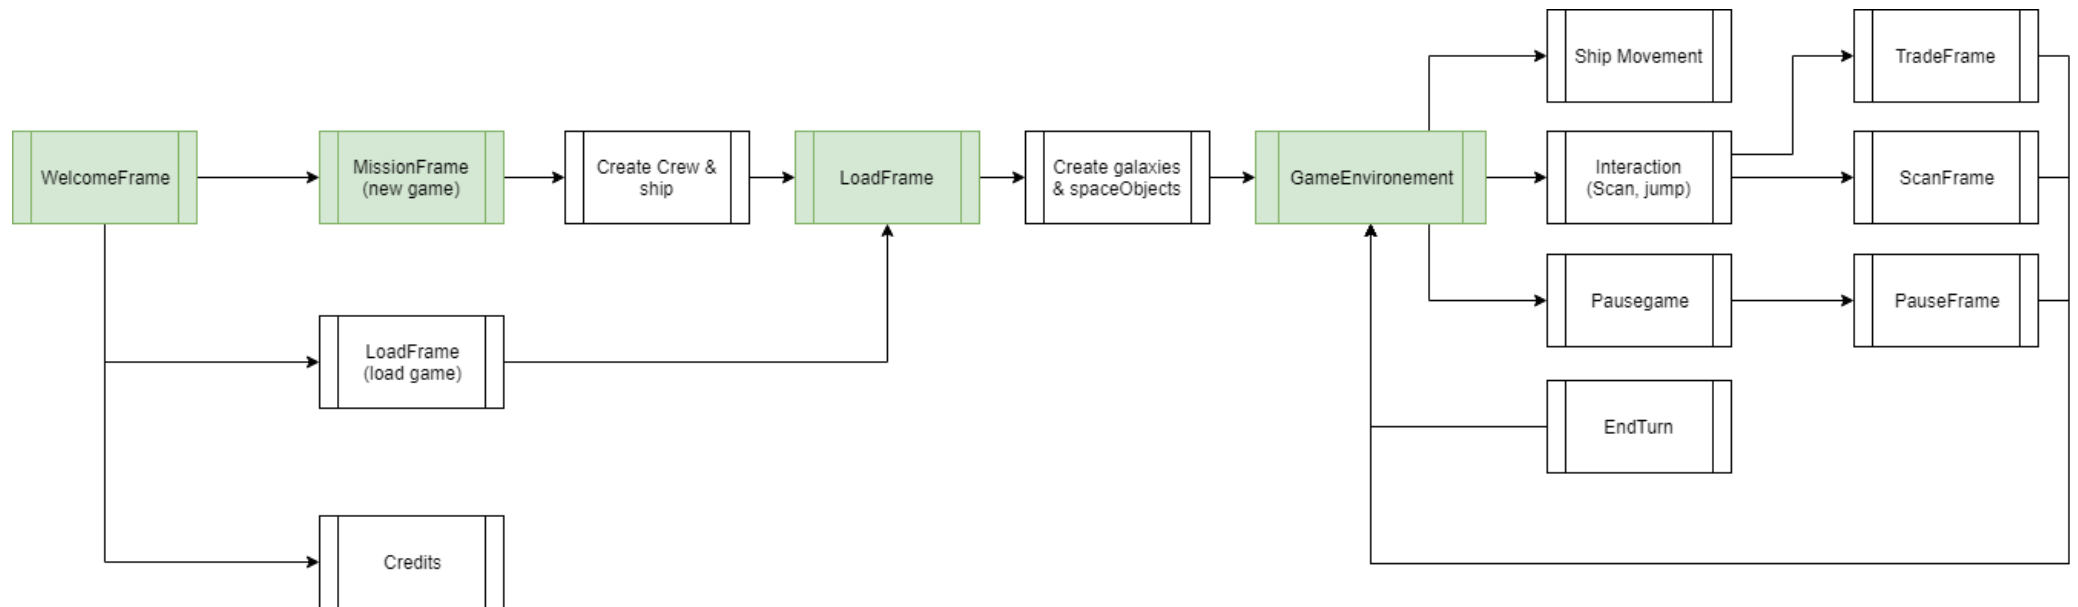 Ship Movement
TradeFrame
WelcomeFrame
MissionFrame
(new game)
Create Crew &
ship
LoadFrame
Create galaxies
& spaceObjects
GameEnvironement
Interaction
(Scan, jump)
ScanFrame
Pausegame
PauseFrame
LoadFrame
(load game)
EndTurn
Credits